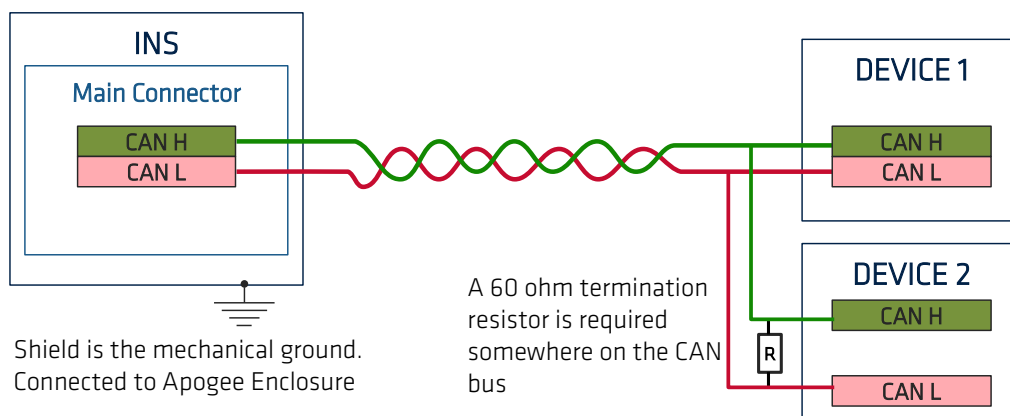 INS
Main Connector
CAN H
CAN L
Shield is the mechanical ground.
Connected to Apogee Enclosure
A 60 ohm termination
resistor is required
somewhere on the CAN
bus
DEVICE 1
CAN H
CAN L
DEVICE 2
CAN H
R
CAN L